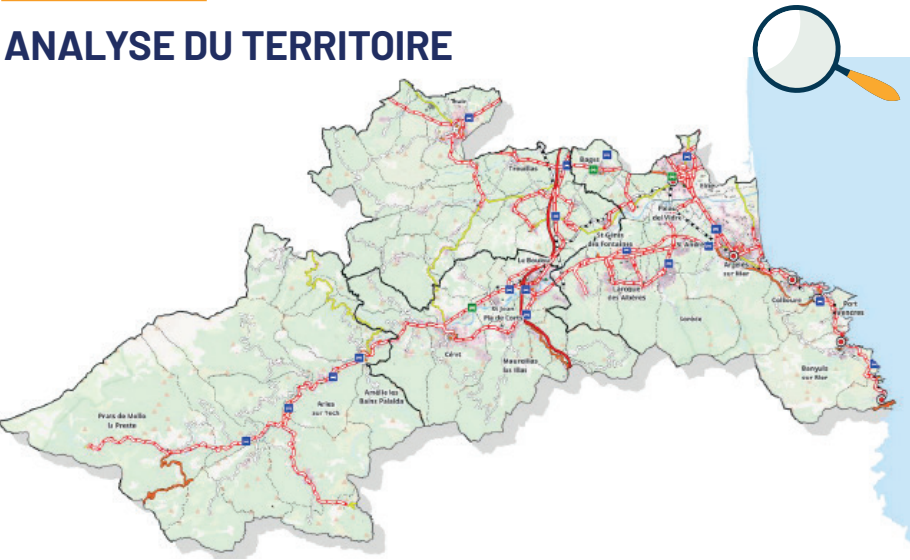 ANALYSE DU TERRITOIRE
Thuir
Bages
Trouillas
Elne
Palau
del Vidre
St Génis
des Fontaines
St André
Argelès
sur Mer
Le Boulou
Laroque
des Albères
Sorède
Collioure
Port
Vendres
St Jean
Pla de Corts
Céret
Maureillas
las Illas
Banyuls
sur Mer
Amélie les
Bains Palalda
Arles
sur Tech
Prats de Mollo
la Preste